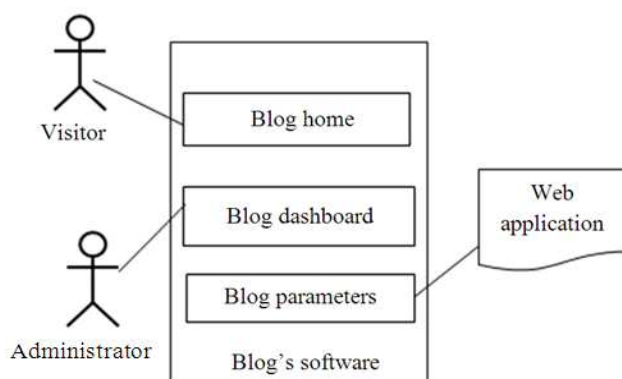 Visitor
Blog home
Blog dashboard
Web
application
Blog parameters
Administrator
Blog's software